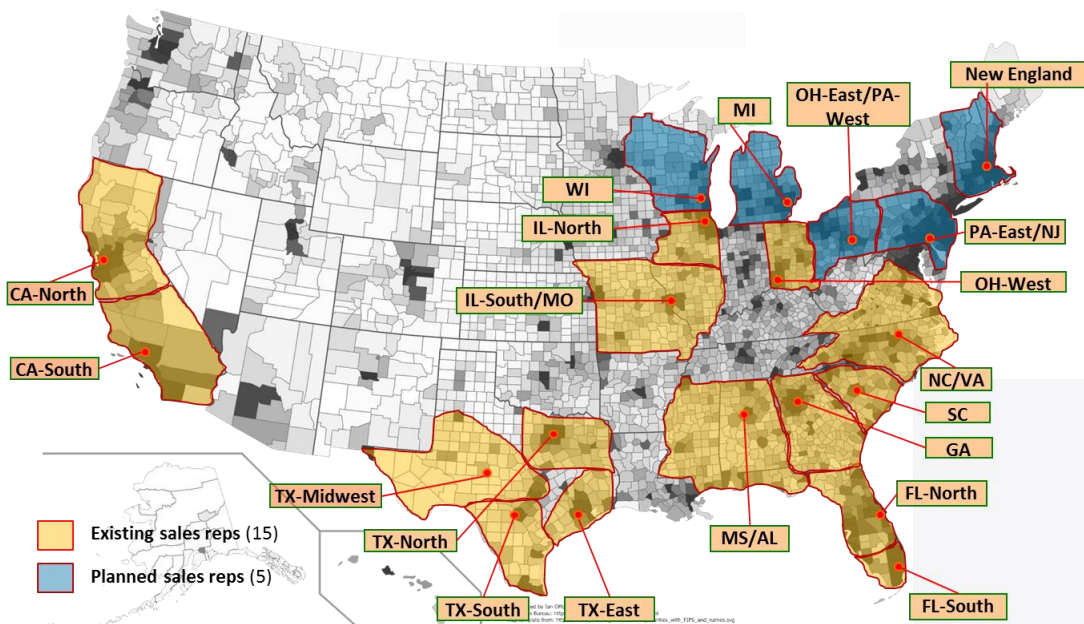 New England
OH-East/PA-
West
MI
WI
IL-North
PA-East/NJ
OH-West
CA-North
IL-South/MO
CA-South
NC/VA
SC
GA
TX-Midwest
FL-North
Existing sales reps (15)
TX-North
MS/AL
Planned sales reps (5)
TX-South
TX-East
FL-South